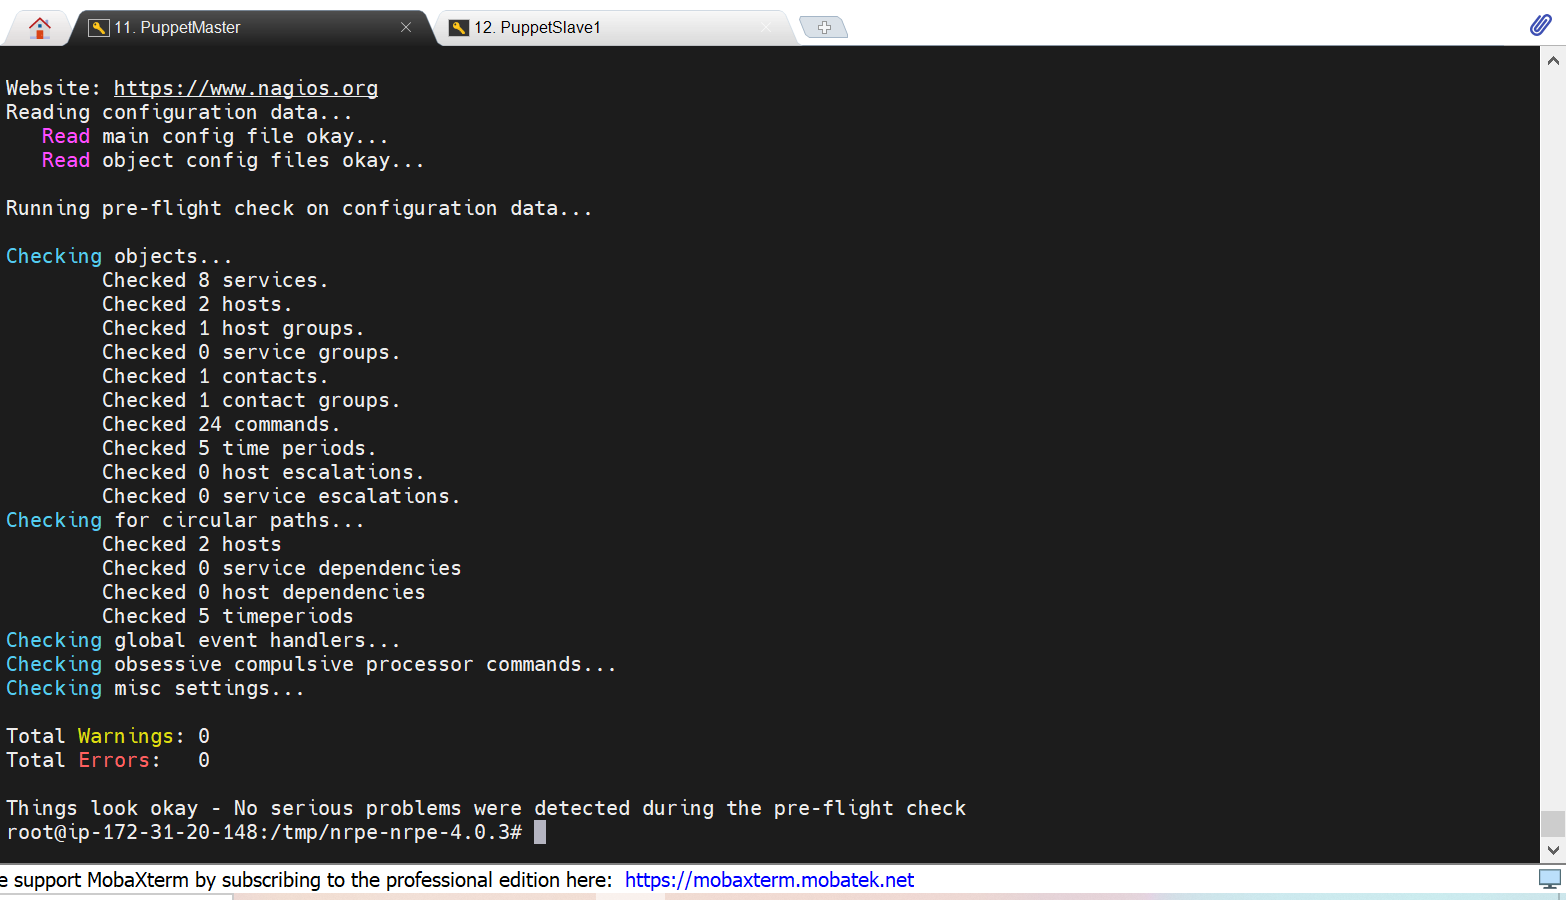 11. PuppetMaster
12. PuppetSlave1
Website: https://www.nagios.org
Reading configuration data...
Read main config file okay...
Read object config files okay...
Running pre-flight check on configuration data...
Checking objects...
Checked 8 services.
Checked 2 hosts.
Checked 1 host groups.
Checked 0 service groups.
Checked 1 contacts.
Checked 1 contact groups.
Checked 24 commands.
Checked 5 time periods.
Checked 0 host escalations.
Checked 0 service escalations.
Checking for circular paths...
Checked 2 hosts
Checked 0 service dependencies
Checked 0 host dependencies
Checked 5 timeperiods
Checking global event handlers...
Checking obsessive compulsive processor commands...
Checking misc settings...
Total Warnings: 0
Total Errors: 0
Things look okay - No serious problems were detected during the pre-flight check
root@ip-172-31-20-148:/tmp/nrpe-nrpe-4.0.3#
e support MobaXterm by subscribing to the professional edition here: https://mobaxterm.mobatek.net